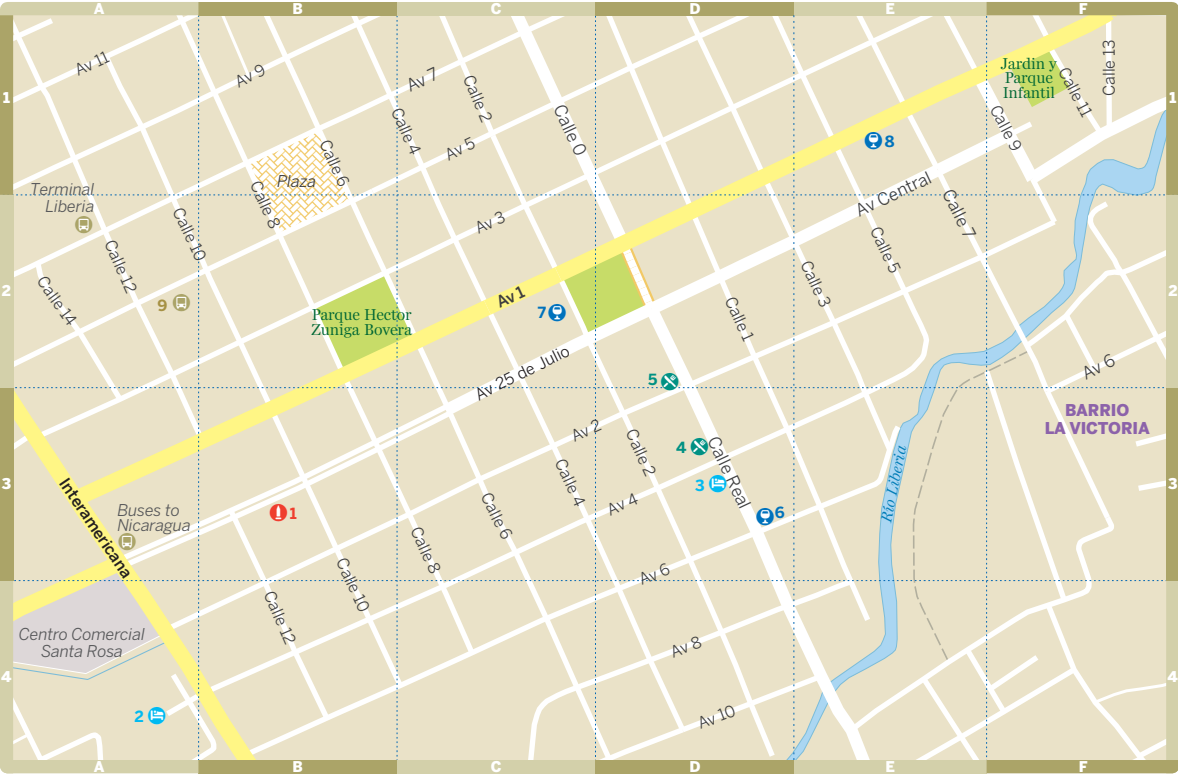 A
B
C
D
E
F
1
1
Av 11
Av 9
Av 7
Av 5
Av 3
Calle 2
Calle 4
Calle 0
Jardin y
Parque
Infantil
Calle 11
Calle 13
Calle 9
8
Plaza
Calle 6
Calle 8
Terminal
Liberia
Calle 10
Calle 12
Calle 14
9
2
2
Av Central
Calle 7
Calle 5
Calle 3
Calle 1
Parque Hector
Zuniga Bovera
Av 1
7
Av 25 de Julio
5
Av 6
BARRIO
LA VICTORIA
Av 2
Calle 2
4
3
Calle Real
6
Calle 4
Av 4
Calle 6
Río Liberia
3
3
Interamericana
Buses to
Nicaragua
1
Calle 8
Calle 10
Calle 12
Av 6
Centro Comercial
Santa Rosa
Av 8
Av 10
2
4
4
A
B
C
D
E
F